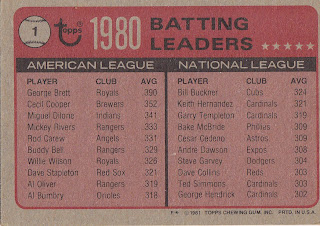 1
topps
1980
BATTING
LEADERS
AMERICAN LEAGUE
PLAYER CLUB AVG
George Brett Royals .390
Cecil Cooper Brewers .352
Miguel Dilone Indians .341
Mickey Rivers Rangers .333
Rod Carew Angels .331
Buddy Bell Rangers .329
Willie Wilson Royals .326
Dave Stapleton Red Sox .321
Al Oliver Rangers .319
Al Bumbry Orioles .318
NATIONAL LEAGUE
PLAYER CLUB AVG
Bill Buckner Cubs .324
Keith Hernandez Cardinals .321
Garry Templeton Cardinals .319
Bake McBride Phillies .309
Cesar Cedeno Astros .309
Andre Dawson Expos .308
Steve Garvey Dodgers .304
Dave Collins Reds .303
Ted Simmons Cardinals .303
George Hendrick Cardinals .302
F★ © 1981 TOPPS CHEWING GUM, INC. PRTD. IN U.S.A.